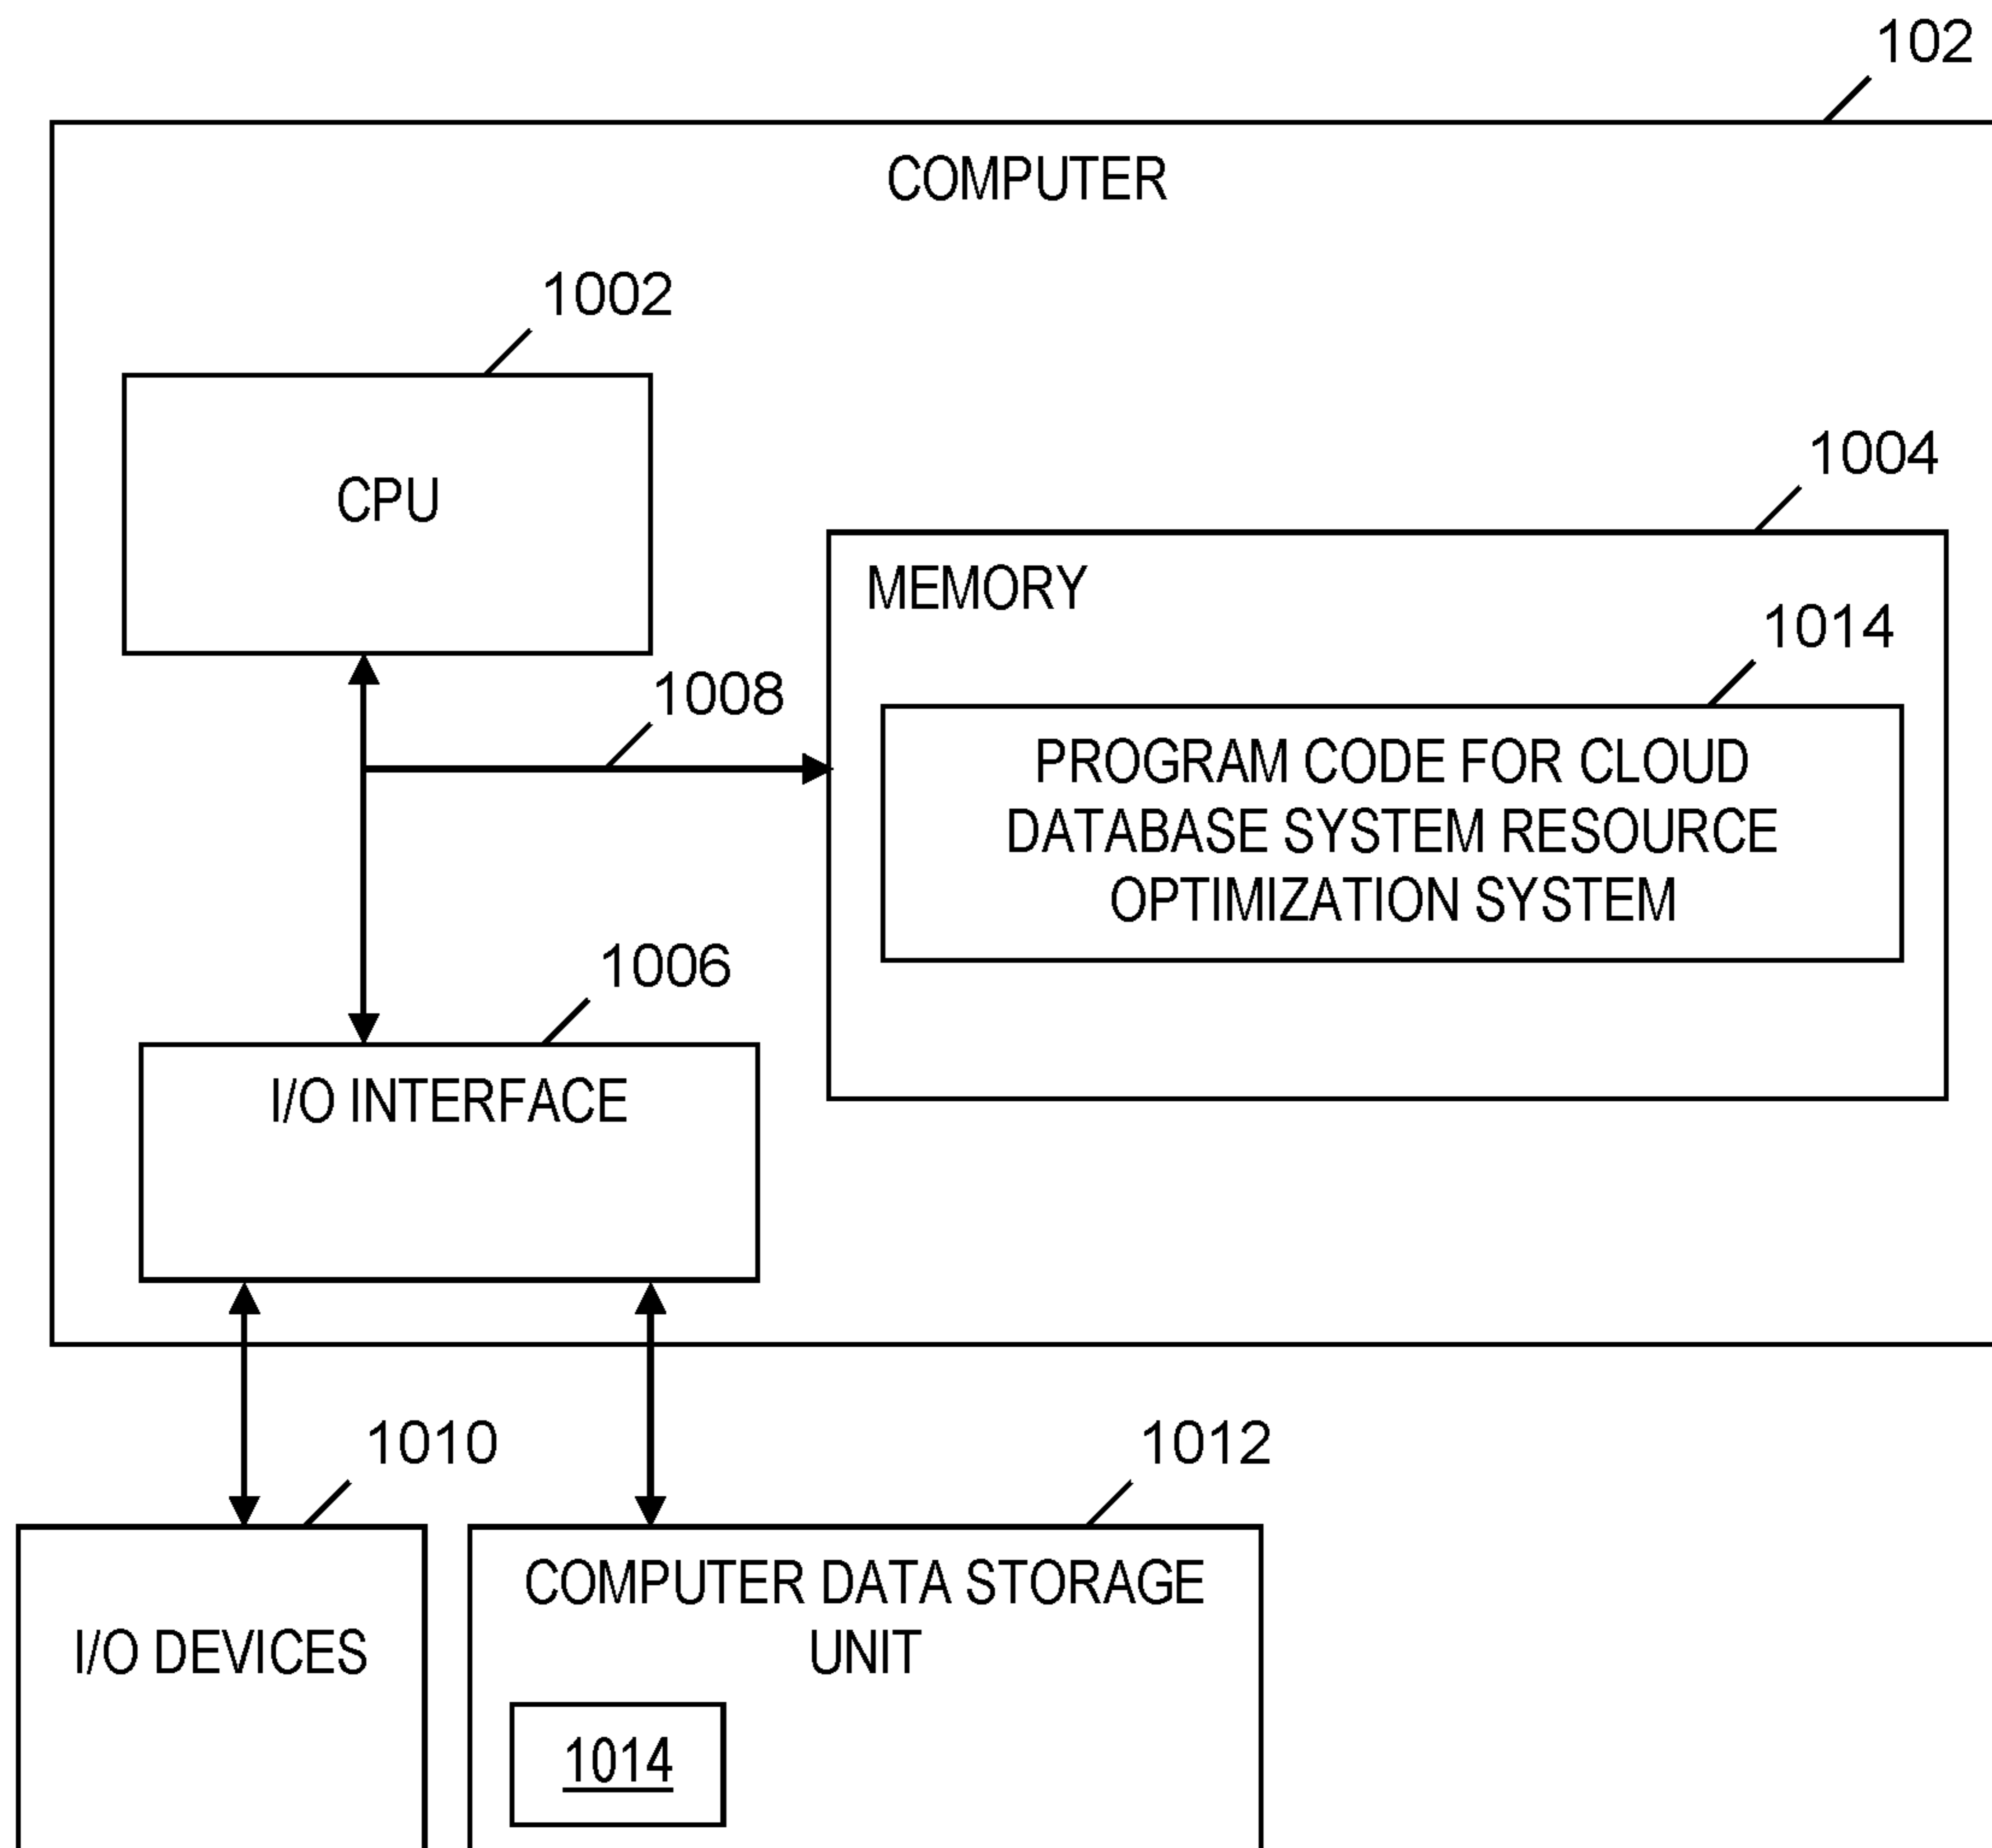 102
COMPUTER
1002
CPU
1004
MEMORY
1014
1008
PROGRAM CODE FOR CLOUD
DATABASE SYSTEM RESOURCE
OPTIMIZATION SYSTEM
1006
I/O INTERFACE
1010
1012
I/O DEVICES
COMPUTER DATA STORAGE
UNIT
1014